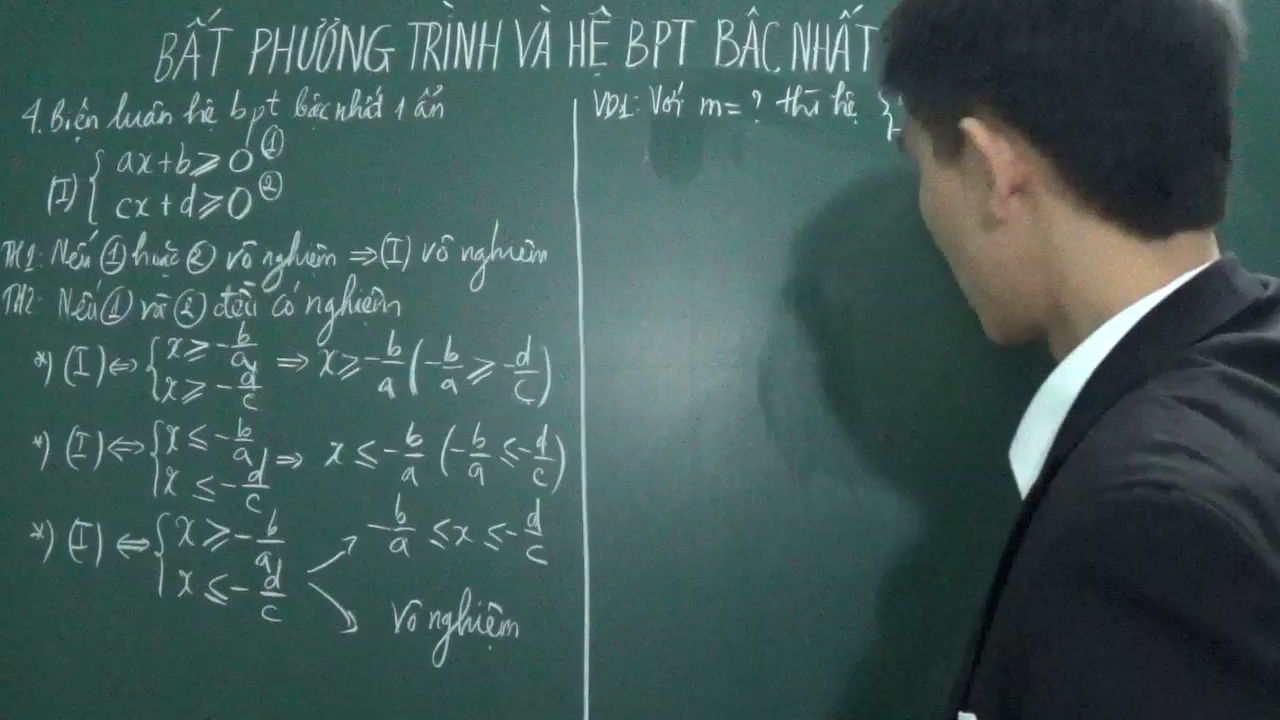 BẤT PHƯƠNG TRÌNH VÀ HỆ BPT BẬC NHẤT
4. Biện luận hệ bpt bậc nhất 1 ẩn
(I) { ax+b ⩾ 0 ①
cx+d ⩾ 0 ②
TH1: Nếu ① hoặc ② vô nghiệm ⇒ (I) vô nghiệm
TH2: Nếu ① và ② đều có nghiệm
*) (I) ⇔ { x ⩾ -b/a ; x ⩾ -d/c ⇒ x ⩾ -b/a (-b/a ⩾ -d/c)
*) (I) ⇔ { x ≤ -b/a ; x ≤ -d/c ⇒ x ≤ -b/a (-b/a ≤ -d/c)
*) (I) ⇔ { x ⩾ -b/a ; x ≤ -d/c ↗ -b/a ≤ x ≤ -d/c
↘ Vô nghiệm
VD1: Với m = ? thì hệ {